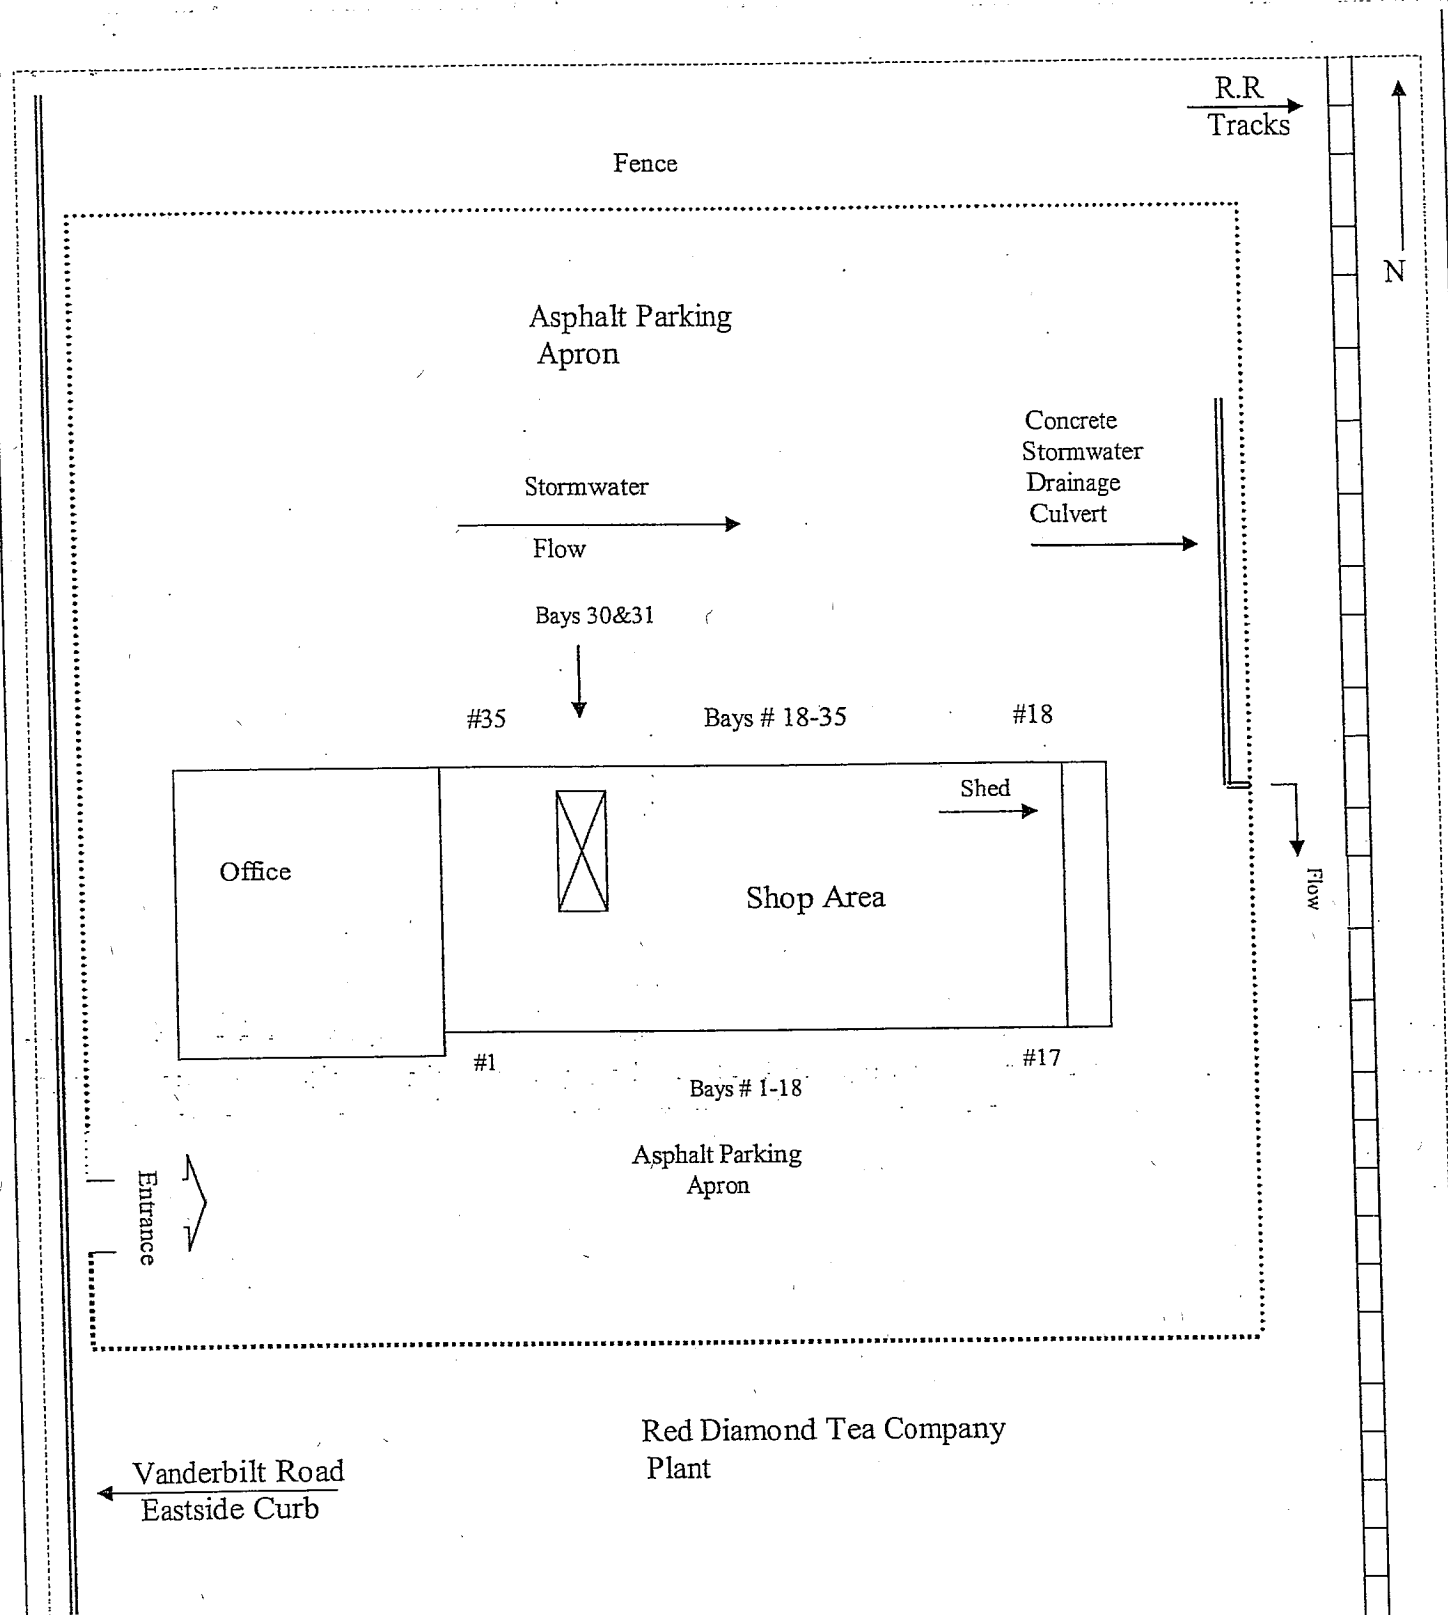 R.R
Tracks
Fence
N
Asphalt Parking
Apron
Concrete
Stormwater
Drainage
Culvert
Stormwater
Flow
Bays 30&31
#35
Bays # 18-35
#18
Shed
Office
Shop Area
Flow
#1
#17
Bays # 1-18
Asphalt Parking
Apron
Entrance
Red Diamond Tea Company
Plant
Vanderbilt Road
Eastside Curb